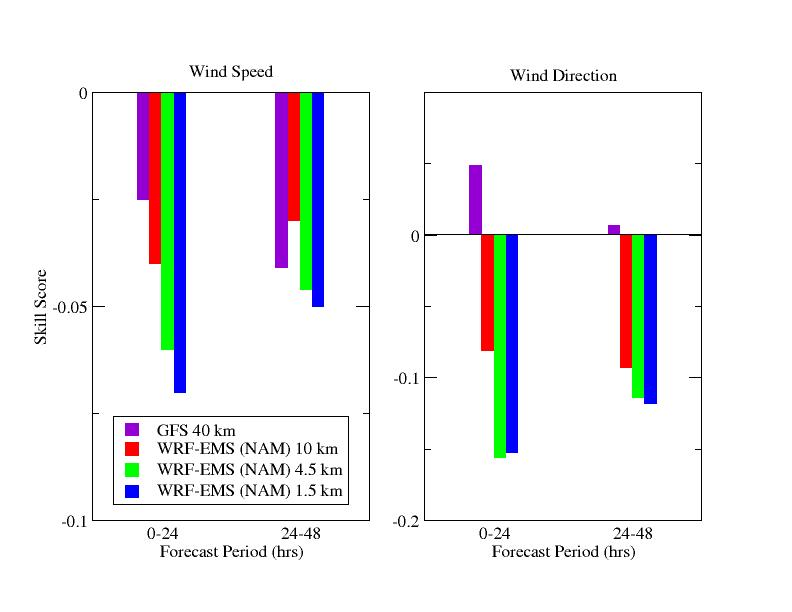 Wind Speed
0
-0.05
-0.1
Skill Score
GFS 40 km
WRF-EMS (NAM) 10 km
WRF-EMS (NAM) 4.5 km
WRF-EMS (NAM) 1.5 km
0-24 24-48
Forecast Period (hrs)
Wind Direction
0
-0.1
-0.2
0-24 24-48
Forecast Period (hrs)